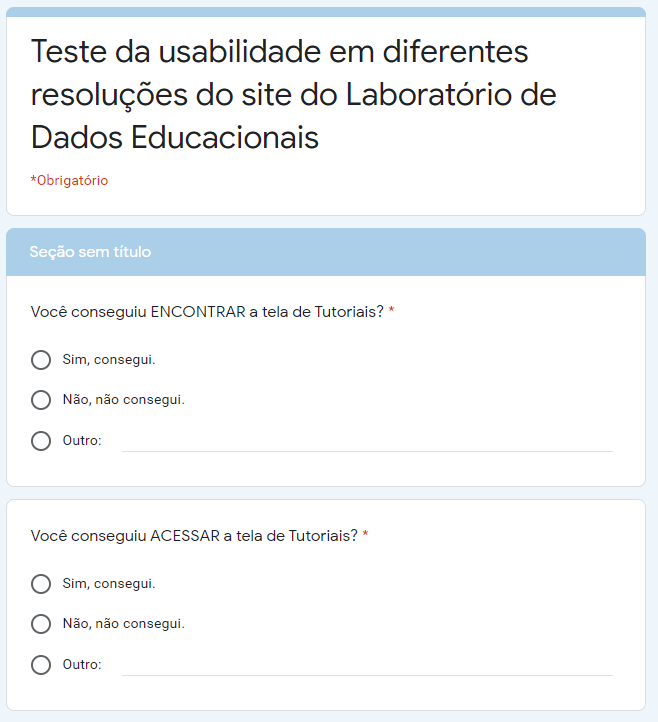 Teste da usabilidade em diferentes
resoluções do site do Laboratório de
Dados Educacionais
*Obrigatório
Seção sem título
Você conseguiu ENCONTRAR a tela de Tutoriais? *
Sim, consegui.
Não, não consegui.
Outro:
Você conseguiu ACESSAR a tela de Tutoriais? *
Sim, consegui.
Não, não consegui.
Outro: